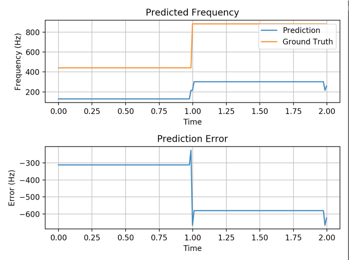 Predicted Frequency
Frequency (Hz)
800
600
400
200
Prediction
Ground Truth
0.00 0.25 0.50 0.75 1.00 1.25 1.50 1.75 2.00
Time
Prediction Error
Error (Hz)
−300
−400
−500
−600
0.00 0.25 0.50 0.75 1.00 1.25 1.50 1.75 2.00
Time